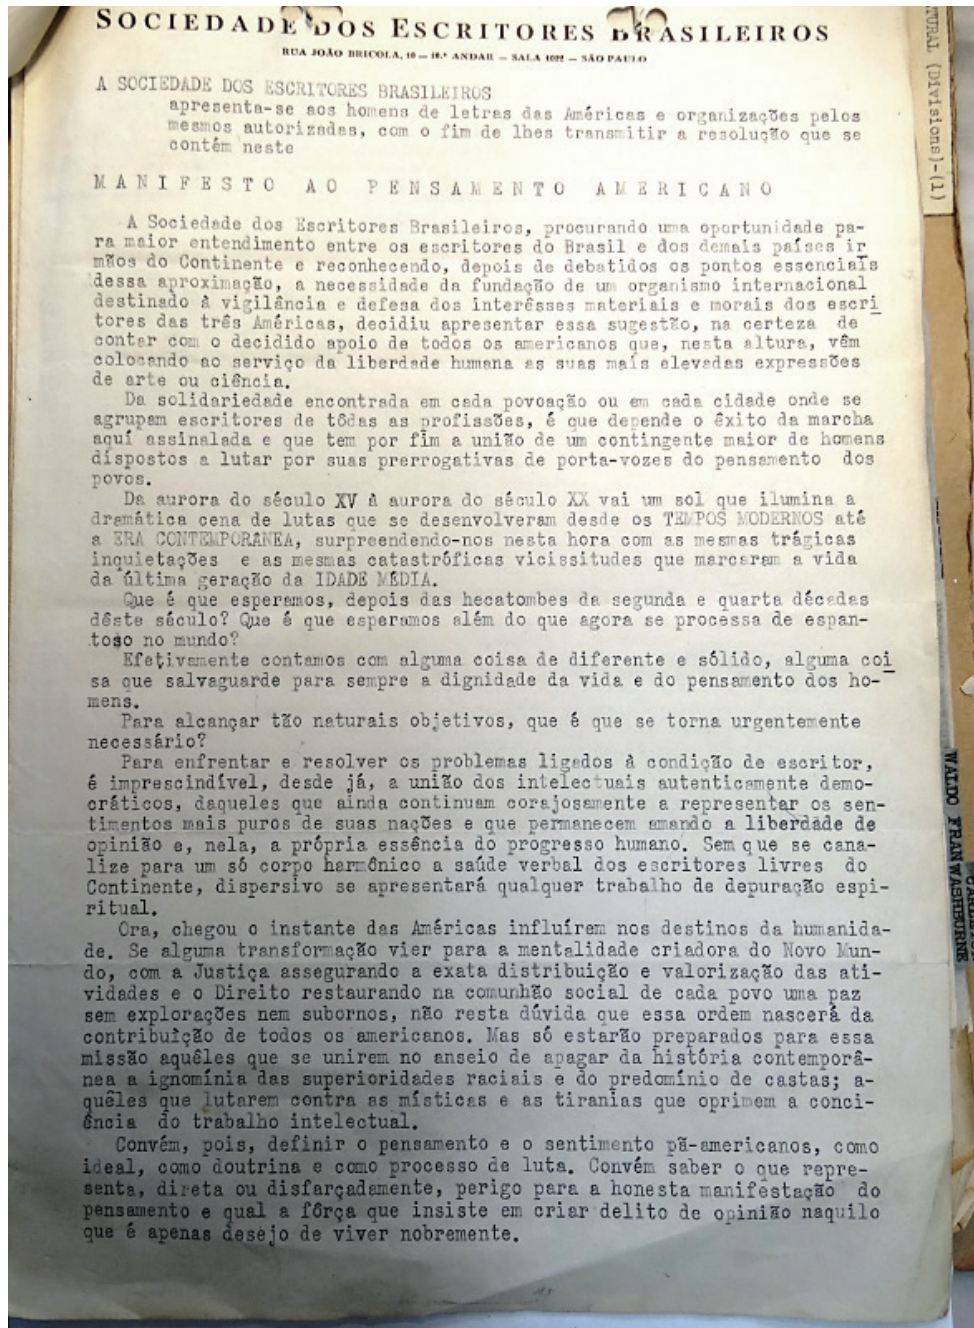 SOCIEDADE DOS ESCRITORES BRASILEIROS
RUA JOÃO BRICOLA, 10 — 10.º ANDAR — SALA 1022 — SÃO PAULO
A SOCIEDADE DOS ESCRITORES BRASILEIROS
apresenta-se aos homens de letras das Américas e organizações pelos
mesmos autorizadas, com o fim de lhes transmitir a resolução que se
contém neste
MANIFESTO AO PENSAMENTO AMERICANO
A Sociedade dos Escritores Brasileiros, procurando uma oportunidade pa-
ra maior entendimento entre os escritores do Brasil e dos demais países ir
mãos do Continente e reconhecendo, depois de debatidos os pontos essenciais
dessa aproximação, a necessidade da fundação de um organismo internacional
destinado à vigilância e defesa dos interêsses materiais e morais dos escri
tores das três Américas, decidiu apresentar essa sugestão, na certeza de
contar com o decidido apoio de todos os americanos que, nesta altura, vêm
colocando ao serviço da liberdade humana as suas mais elevadas expressões
de arte ou ciência.
Da solidariedade encontrada em cada povoação ou em cada cidade onde se
agrupam escritores de tôdas as profissões, é que depende o êxito da marcha
aquí assinalada e que tem por fim a união de um contingente maior de homens
dispostos a lutar por suas prerrogativas de porta-vozes do pensamento dos
povos.
Da aurora do século XV à aurora do século XX vai um sol que ilumina a
dramática cena de lutas que se desenvolveram desde os TEMPOS MODERNOS até
a ERA CONTEMPORANEA, surpreendendo-nos nesta hora com as mesmas trágicas
inquietações e as mesmas catastróficas vicissitudes que marcaram a vida
da última geração da IDADE MÉDIA.
Que é que esperamos, depois das hecatombes da segunda e quarta décadas
dêste século? Que é que esperamos além do que agora se processa de espan-
toso no mundo?
Efetivamente contamos com alguma coisa de diferente e sólido, alguma coi
sa que salvaguarde para sempre a dignidade da vida e do pensamento dos ho-
mens.
Para alcançar tão naturais objetivos, que é que se torna urgentemente
necessário?
Para enfrentar e resolver os problemas ligados à condição de escritor,
é imprescindível, desde já, a união dos intelectuais autenticamente demo-
cráticos, daqueles que ainda continuam corajosamente a representar os sen-
timentos mais puros de suas nações e que permanecem amando a liberdade de
opinião e, nela, a própria essência do progresso humano. Sem que se cana-
lize para um só corpo harmônico a saúde verbal dos escritores livres do
Continente, dispersivo se apresentará qualquer trabalho de depuração espi-
ritual.
Ora, chegou o instante das Américas influírem nos destinos da humanida-
de. Se alguma transformação vier para a mentalidade criadora do Novo Mun-
do, com a Justiça assegurando a exata distribuição e valorização das ati-
vidades e o Direito restaurando na comunhão social de cada povo uma paz
sem explorações nem subornos, não resta dúvida que essa ordem nascerá da
contribuição de todos os americanos. Mas só estarão preparados para essa
missão aquêles que se unirem no anseio de apagar da história contemporâ-
nea a ignomínia das superioridades raciais e do predomínio de castas; a-
quêles que lutarem contra as místicas e as tiranias que oprimem a conci-
ência do trabalho intelectual.
Convém, pois, definir o pensamento e o sentimento pã-americanos, como
ideal, como doutrina e como processo de luta. Convém saber o que repre-
senta, direta ou disfarçadamente, perigo para a honesta manifestação do
pensamento e qual a fôrça que insiste em criar delito de opinião naquilo
que é apenas desejo de viver nobremente.
TURAL (Divisions)-(1)
WALDO FRAN
WASHBURNE